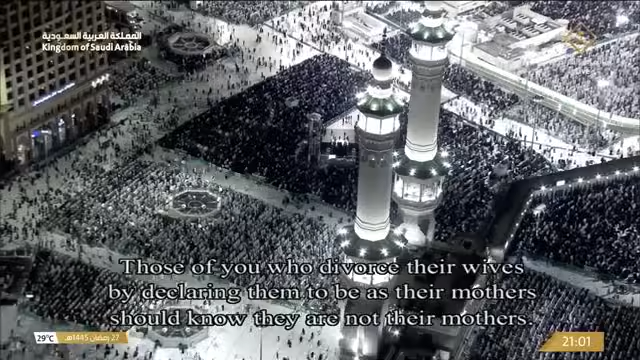 المملكة العربية السعودية
Kingdom of Saudi Arabia
Those of you who divorce their wives
by declaring them to be as their mothers
should know they are not their mothers.
29°C
27 رمضان 1445هـ
21:01